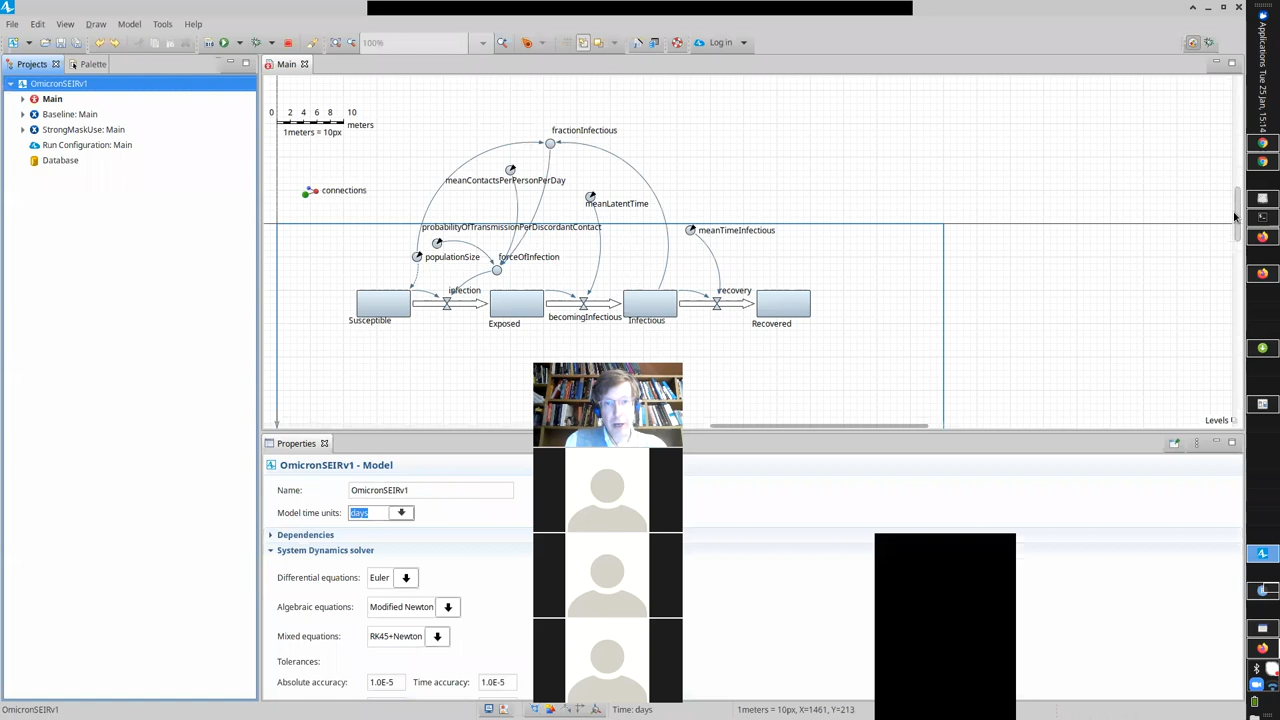 File Edit View Draw Model Tools Help
100%
Log in
Applications Tue 25 Jan, 15:14
Projects
Palette
Main
OmicronSEIRv1
Main
Baseline: Main
StrongMaskUse: Main
Run Configuration: Main
Database
0 2 4 6 8 10
meters
1meters = 10px
connections
fractionInfectious
meanContactsPerPersonPerDay
meanLatentTime
probabilityOfTransmissionPerDiscordantContact
meanTimeInfectious
populationSize
forceOfInfection
infection
recovery
becomingInfectious
Susceptible
Exposed
Infectious
Recovered
Levels
Properties
OmicronSEIRv1 - Model
Name: OmicronSEIRv1
Model time units: days
Dependencies
System Dynamics solver
Differential equations: Euler
Algebraic equations: Modified Newton
Mixed equations: RK45+Newton
Tolerances:
Absolute accuracy: 1.0E-5 Time accuracy: 1.0E-5
OmicronSEIRv1
Time: days
1meters = 10px, X=1461, Y=213